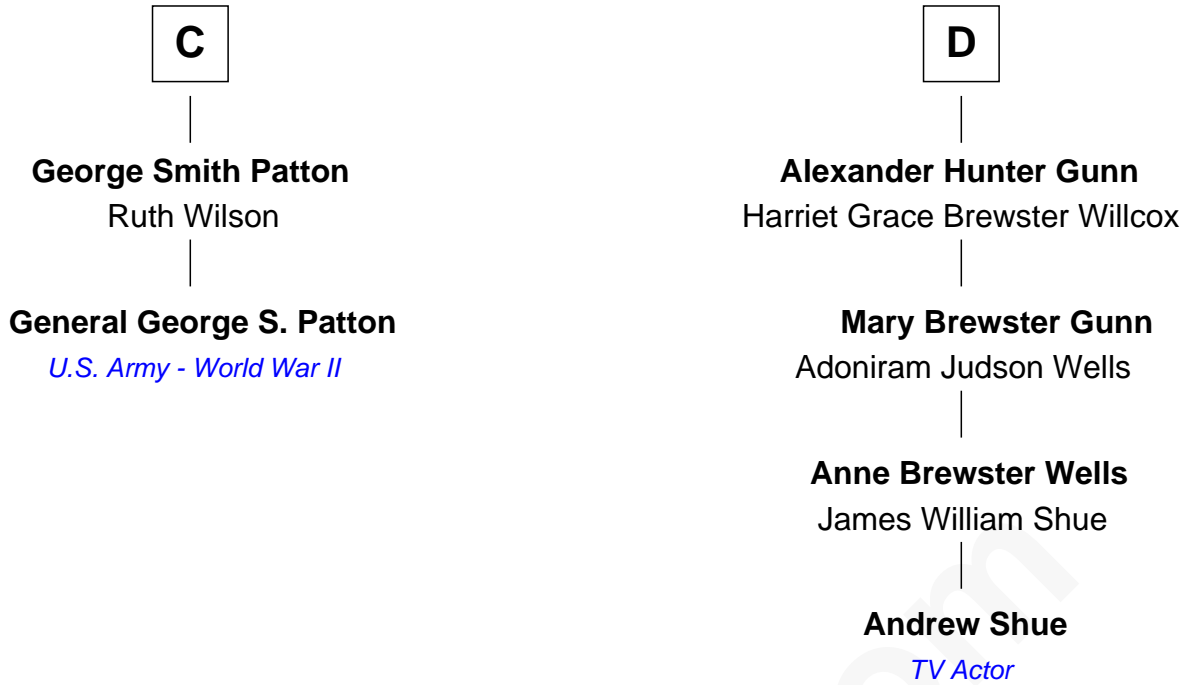 C
George Smith Patton
Ruth Wilson
General George S. Patton
U.S. Army - World War II
D
Alexander Hunter Gunn
Harriet Grace Brewster Willcox
Mary Brewster Gunn
Adoniram Judson Wells
Anne Brewster Wells
James William Shue
Andrew Shue
TV Actor
om